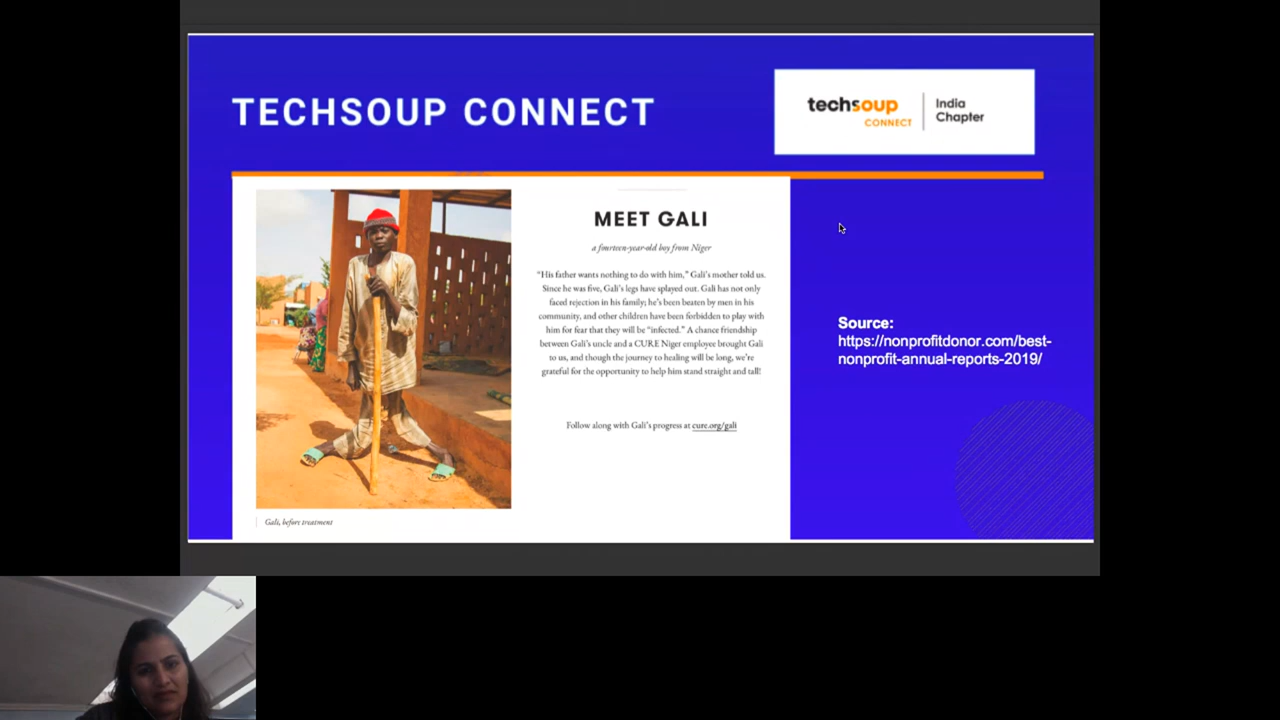 TECHSOUP CONNECT
techsoup
CONNECT
India
Chapter
MEET GALI
a fourteen-year-old boy from Niger
“His father wants nothing to do with him,” Gali’s mother told us.
Since he was five, Gali’s legs have splayed out. Gali has not only
faced rejection in his family; he’s been beaten by men in his
community, and other children have been forbidden to play with
him for fear that they will be “infected.” A chance friendship
between Gali’s uncle and a CURE Niger employee brought Gali
to us, and though the journey to healing will be long, we’re
grateful for the opportunity to help him stand straight and tall!
Follow along with Gali’s progress at cure.org/gali
Gali, before treatment
Source:
https://nonprofitdonor.com/best-
nonprofit-annual-reports-2019/